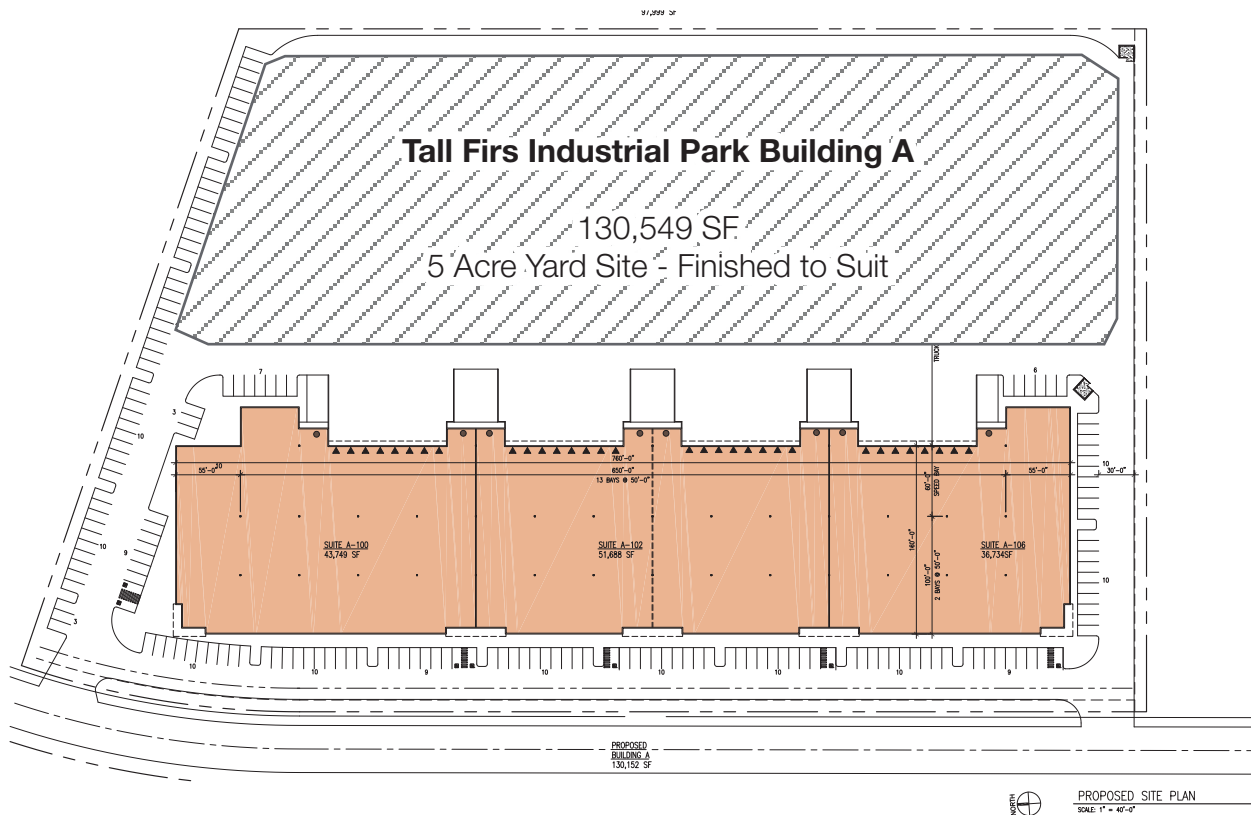 97,999 SF
Tall Firs Industrial Park Building A
130,549 SF
5 Acre Yard Site - Finished to Suit
TRUCK
7
6
3
10
10
760'-0"
10
55'-0"
650'-0"
55'-0"
30'-0"
13 BAYS @ 50'-0"
60'-0"
SPEED BAY
SUITE A-100
43,749 SF
SUITE A-102
51,688 SF
SUITE A-106
36,734SF
160'-0"
100'-0"
2 BAYS @ 50'-0"
10
9
10
3
10
10
9
10
10
10
10
9
PROPOSED
BUILDING A
130,152 SF
NORTH
PROPOSED SITE PLAN
SCALE: 1" = 40'-0"